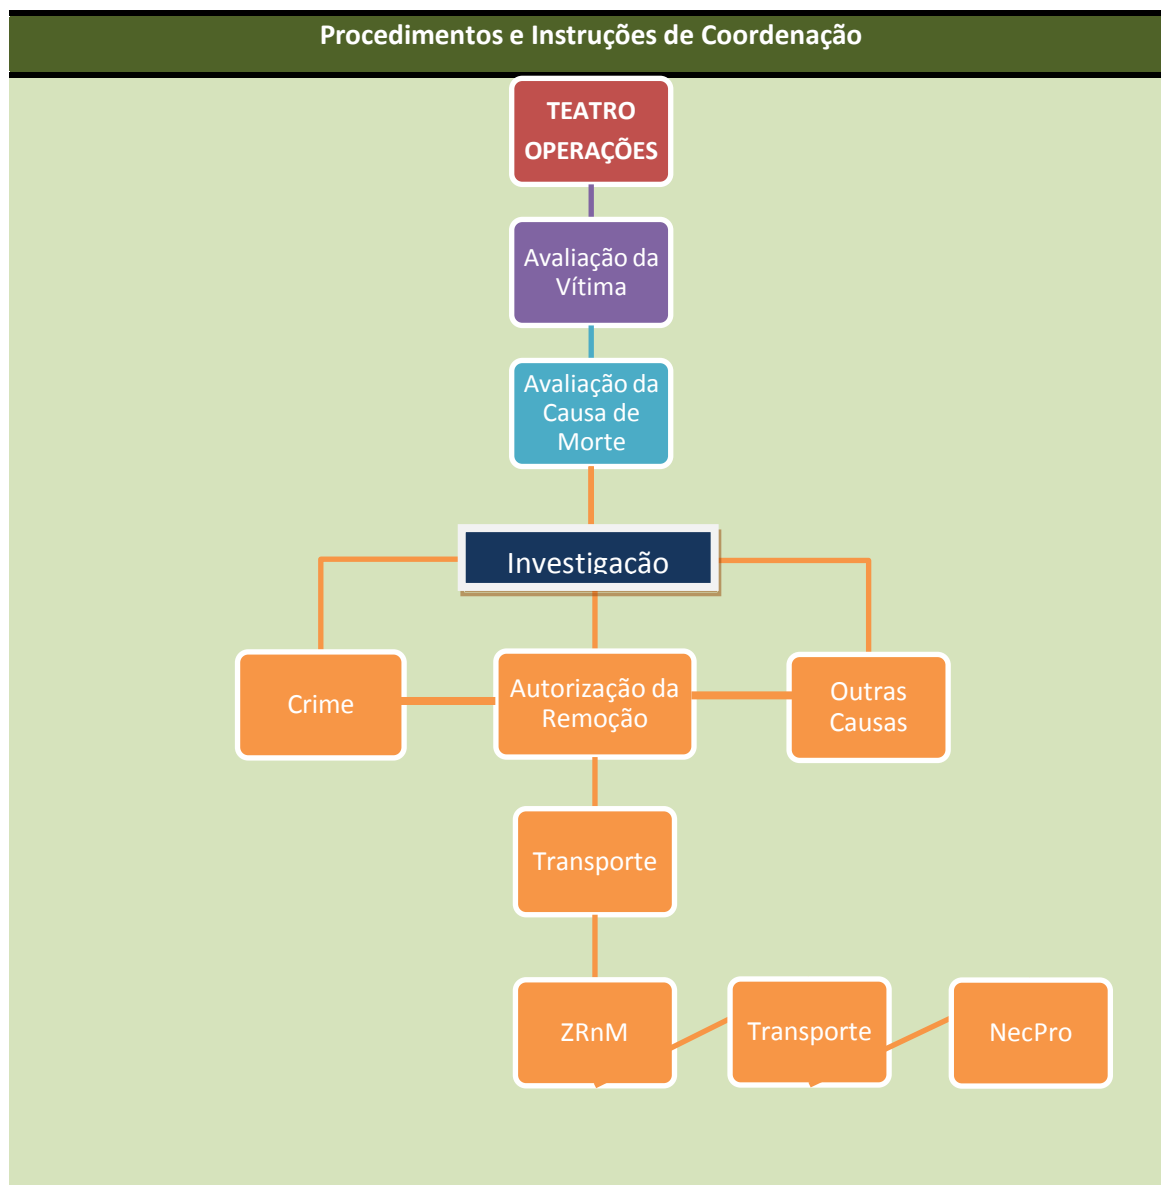 Procedimentos e Instruções de Coordenação
TEATRO
OPERAÇÕES
Avaliação da
Vítima
Avaliação da
Causa de
Morte
Investigação
Crime
Autorização da
Remoção
Outras
Causas
Transporte
ZRnM
Transporte
NecPro